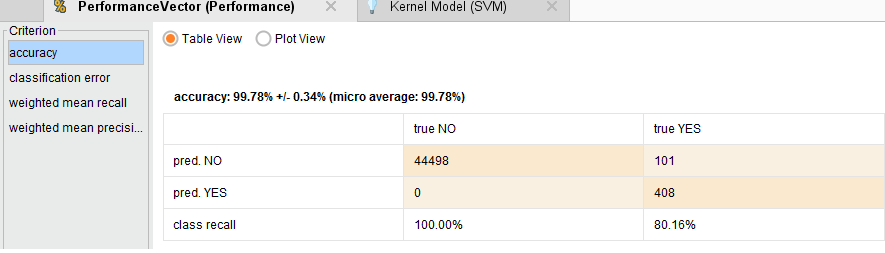 PerformanceVector (Performance)
Kernel Model (SVM)
Criterion
accuracy
classification error
weighted mean recall
weighted mean precisi...
Table View Plot View
accuracy: 99.78% +/- 0.34% (micro average: 99.78%)
true NO true YES
pred. NO 44498 101
pred. YES 0 408
class recall 100.00% 80.16%